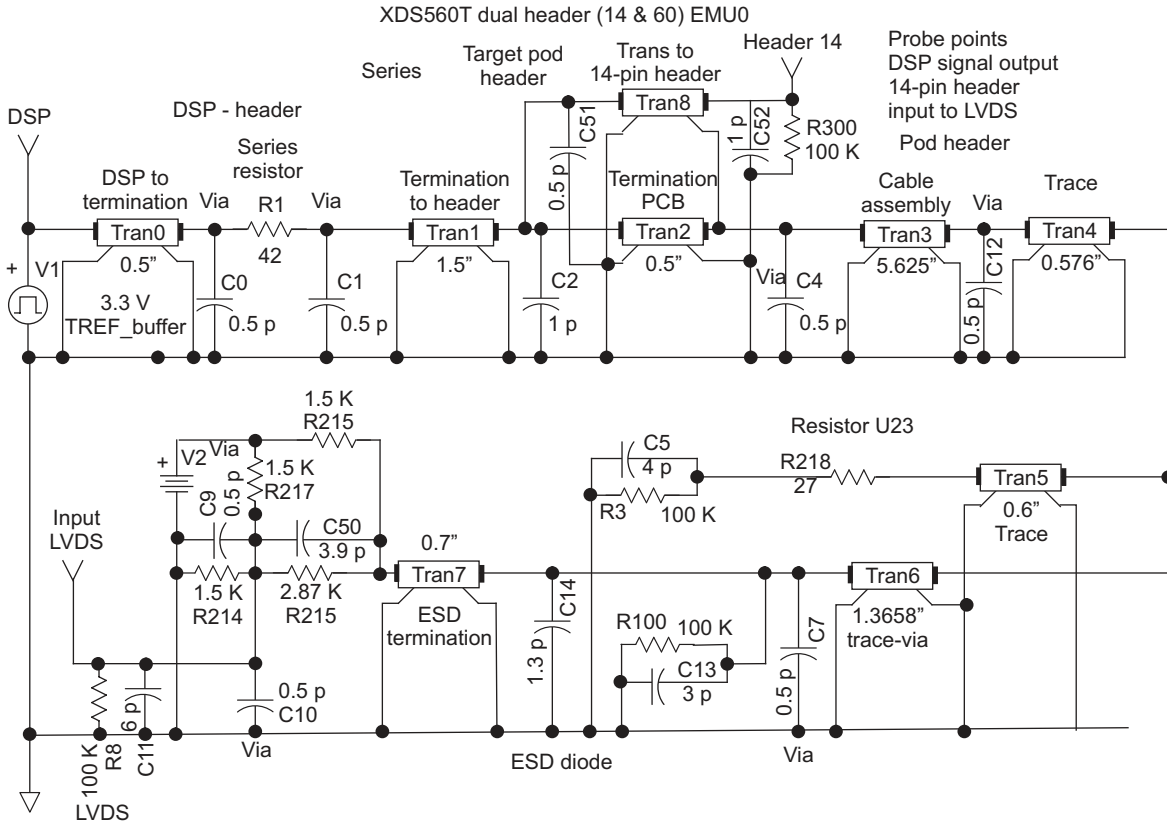 XDS560T dual header (14 & 60) EMU0
Series
Target pod
header
Trans to
14-pin header
Header 14
Probe points
DSP signal output
14-pin header
input to LVDS
Pod header
DSP
DSP - header
Series
resistor
C51
0.5 p
Tran8
1 p
C52
R300
100 K
DSP to
termination
Via
R1
42
Via
Termination
to header
Termination
PCB
Cable
assembly
Via
Trace
Tran0
0.5”
Tran1
1.5”
Tran2
0.5”
Tran3
5.625”
Tran4
0.576”
+
V1
3.3 V
TREF_buffer
C0
0.5 p
C1
0.5 p
C2
1 p
Via
C4
0.5 p
C12
0.5 p
1.5 K
R215
+
V2
Via
0.5 p
C9
1.5 K
R217
C5
4 p
R3
100 K
Resistor U23
R218
27
Tran5
0.6”
Trace
Input
LVDS
C50
3.9 p
1.5 K
R214
2.87 K
R215
0.7”
Tran7
ESD
termination
C14
1.3 p
R100
100 K
C13
3 p
C7
0.5 p
Tran6
1.3658”
trace-via
100 K
R8
6 p
C11
0.5 p
C10
Via
ESD diode
Via
LVDS